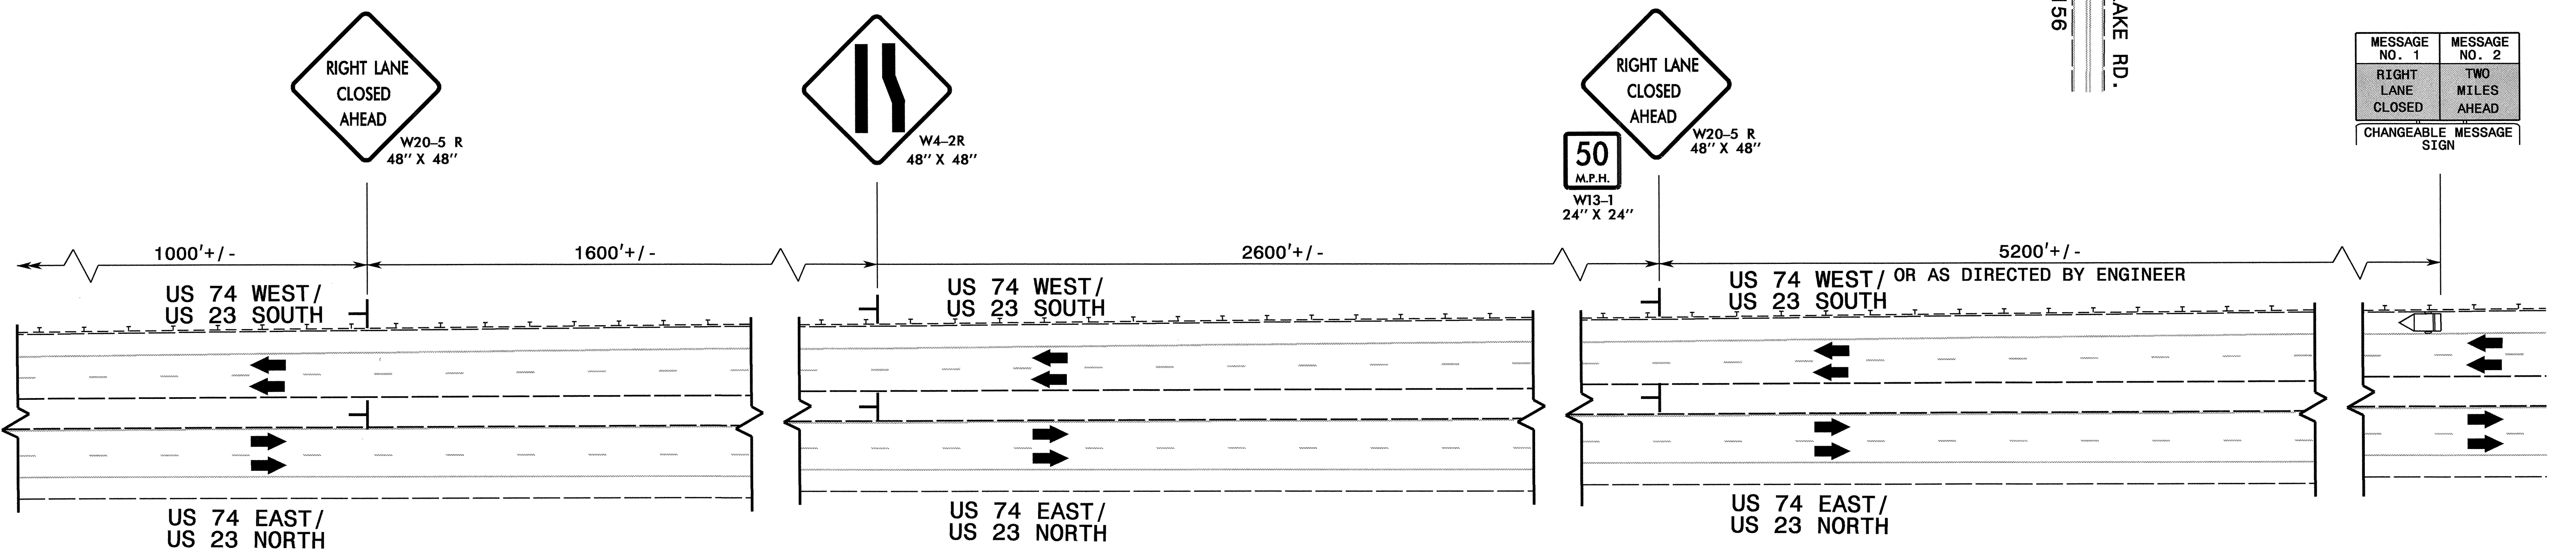 RIGHT LANE
CLOSED
AHEAD
W20-5 R
48" X 48"
W4-2R
48" X 48"
RIGHT LANE
CLOSED
AHEAD
W20-5 R
48" X 48"
50
M.P.H.
W13-1
24" X 24"
AKE RD.
156
MESSAGE NO. 1
MESSAGE NO. 2
RIGHT
LANE
CLOSED
TWO
MILES
AHEAD
CHANGEABLE MESSAGE
SIGN
1000'+/-
1600'+/-
2600'+/-
5200'+/-
OR AS DIRECTED BY ENGINEER
US 74 WEST/
US 23 SOUTH
US 74 WEST/
US 23 SOUTH
US 74 WEST/
US 23 SOUTH
US 74 EAST/
US 23 NORTH
US 74 EAST/
US 23 NORTH
US 74 EAST/
US 23 NORTH